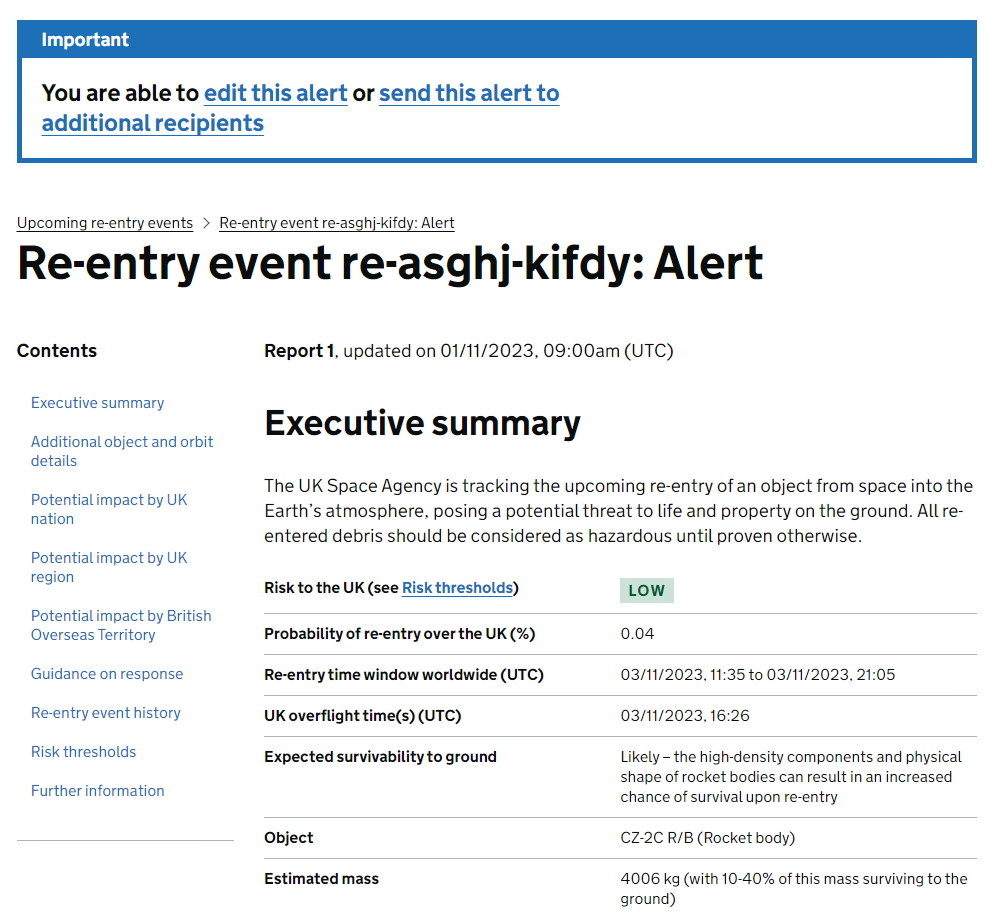 Important
You are able to edit this alert or send this alert to
additional recipients
Upcoming re-entry events > Re-entry event re-asghj-kifdy: Alert
Re-entry event re-asghj-kifdy: Alert
Contents
Executive summary
Additional object and orbit
details
Potential impact by UK
nation
Potential impact by UK
region
Potential impact by British
Overseas Territory
Guidance on response
Re-entry event history
Risk thresholds
Further information
Report 1, updated on 01/11/2023, 09:00am (UTC)
Executive summary
The UK Space Agency is tracking the upcoming re-entry of an object from space into the
Earth’s atmosphere, posing a potential threat to life and property on the ground. All re-
entered debris should be considered as hazardous until proven otherwise.
Risk to the UK (see Risk thresholds) LOW
Probability of re-entry over the UK (%) 0.04
Re-entry time window worldwide (UTC) 03/11/2023, 11:35 to 03/11/2023, 21:05
UK overflight time(s) (UTC) 03/11/2023, 16:26
Expected survivability to ground Likely – the high-density components and physical
shape of rocket bodies can result in an increased
chance of survival upon re-entry
Object CZ-2C R/B (Rocket body)
Estimated mass 4006 kg (with 10-40% of this mass surviving to the
ground)